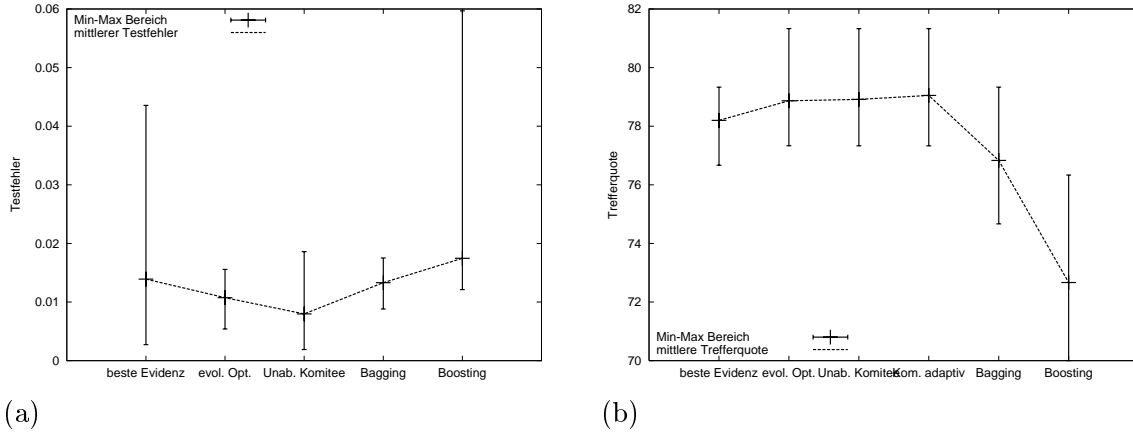 Min-Max Bereich
mittlerer Testfehler
0.06
0.05
0.04
0.03
0.02
0.01
0
Testfehler
beste Evidenz evol. Opt. Unab. Komitee Bagging Boosting
(a)
82
80
78
76
74
72
70
Trefferquote
Min-Max Bereich
mittlere Trefferquote
beste Evidenz evol. Opt. Unab. Komitee Kom. adaptiv Bagging Boosting
(b)